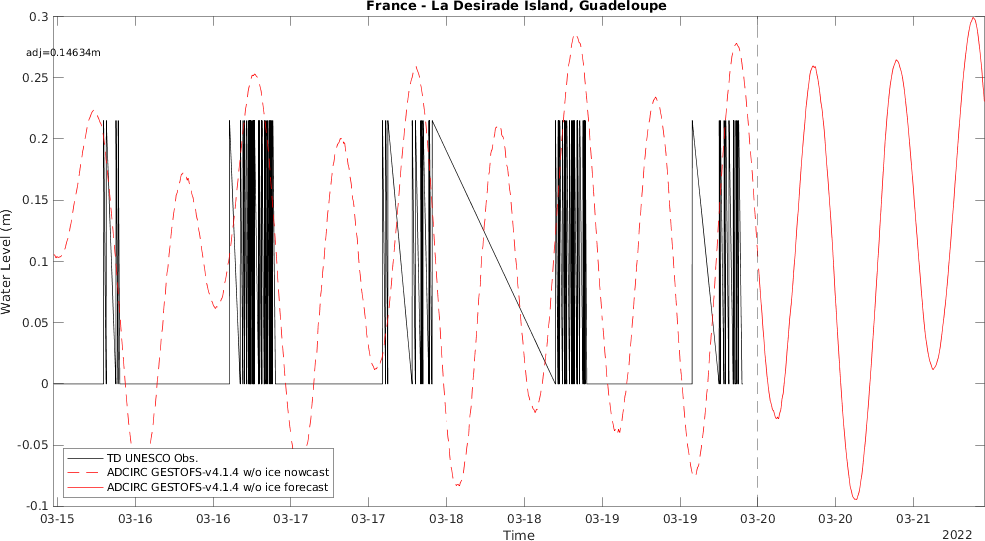 France - La Desirade Island, Guadeloupe
adj=0.14634m
0.3
0.25
0.2
0.15
0.1
0.05
0
-0.05
-0.1
Water Level (m)
TD UNESCO Obs.
ADCIRC GESTOFS-v4.1.4 w/o ice nowcast
ADCIRC GESTOFS-v4.1.4 w/o ice forecast
03-15 03-16 03-16 03-17 03-17 03-18 03-18 03-19 03-19 03-20 03-20 03-21
Time
2022